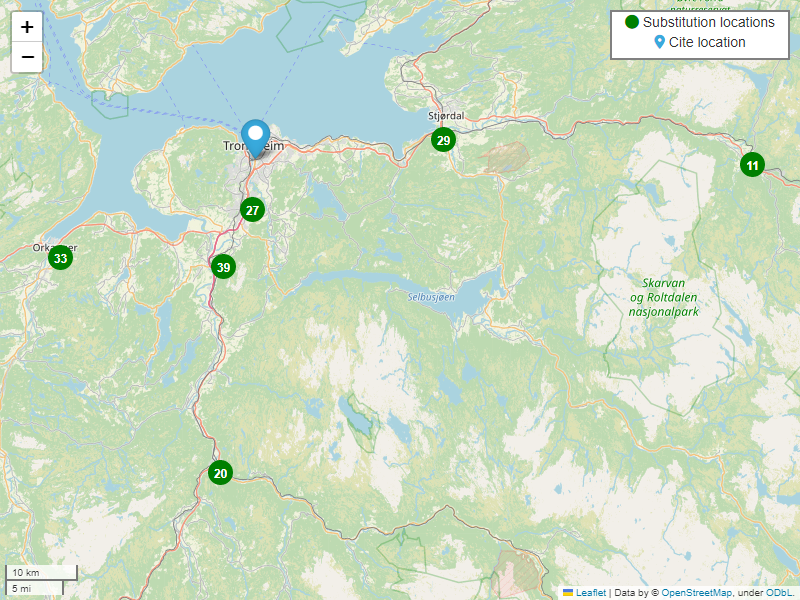 +
−
Substitution locations
Cite location
Stjørdal
29
11
27
33
39
Selbusjøen
Skarvan
og Roltdalen
nasjonalpark
20
10 km
5 mi
Leaflet | Data by © OpenStreetMap, under ODbL.